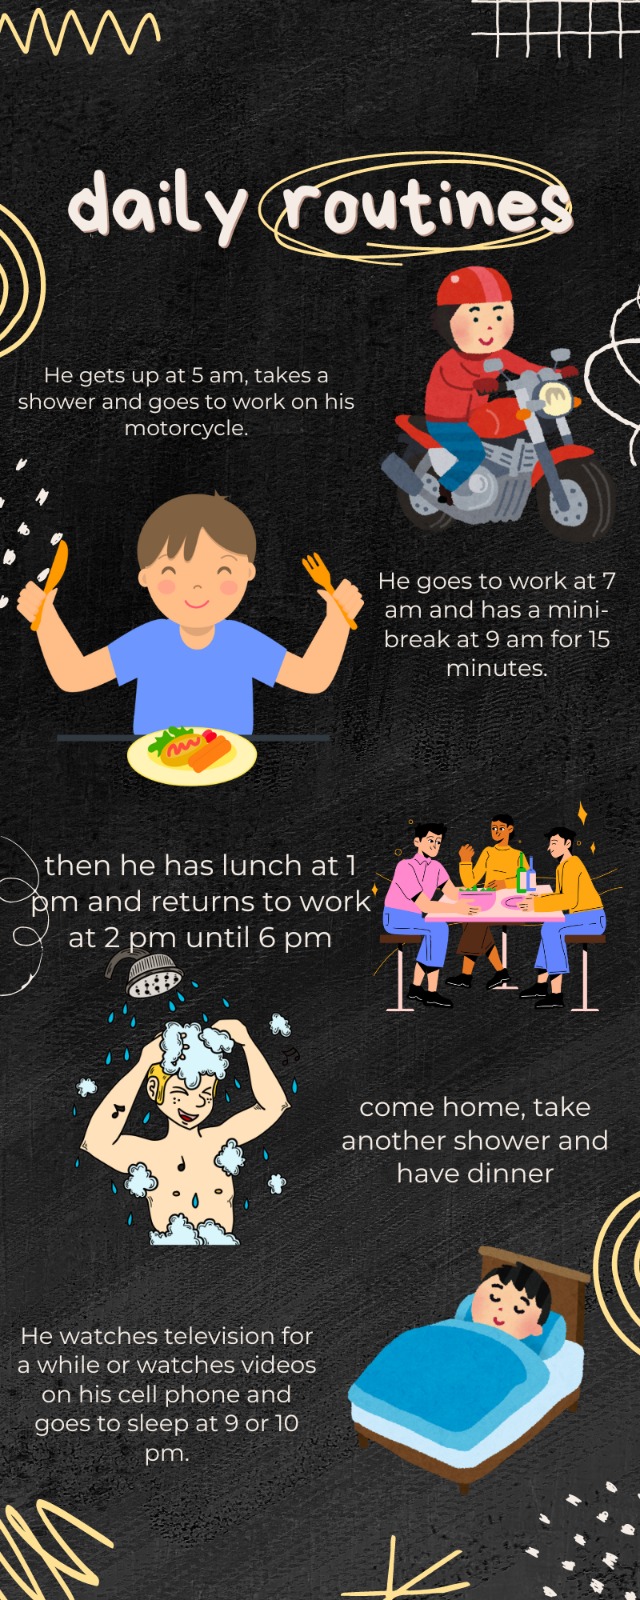 daily routines
He gets up at 5 am, takes a
shower and goes to work on his
motorcycle.
He goes to work at 7
am and has a mini-
break at 9 am for 15
minutes.
then he has lunch at 1
pm and returns to work
at 2 pm until 6 pm
come home, take
another shower and
have dinner
He watches television for
a while or watches videos
on his cell phone and
goes to sleep at 9 or 10
pm.